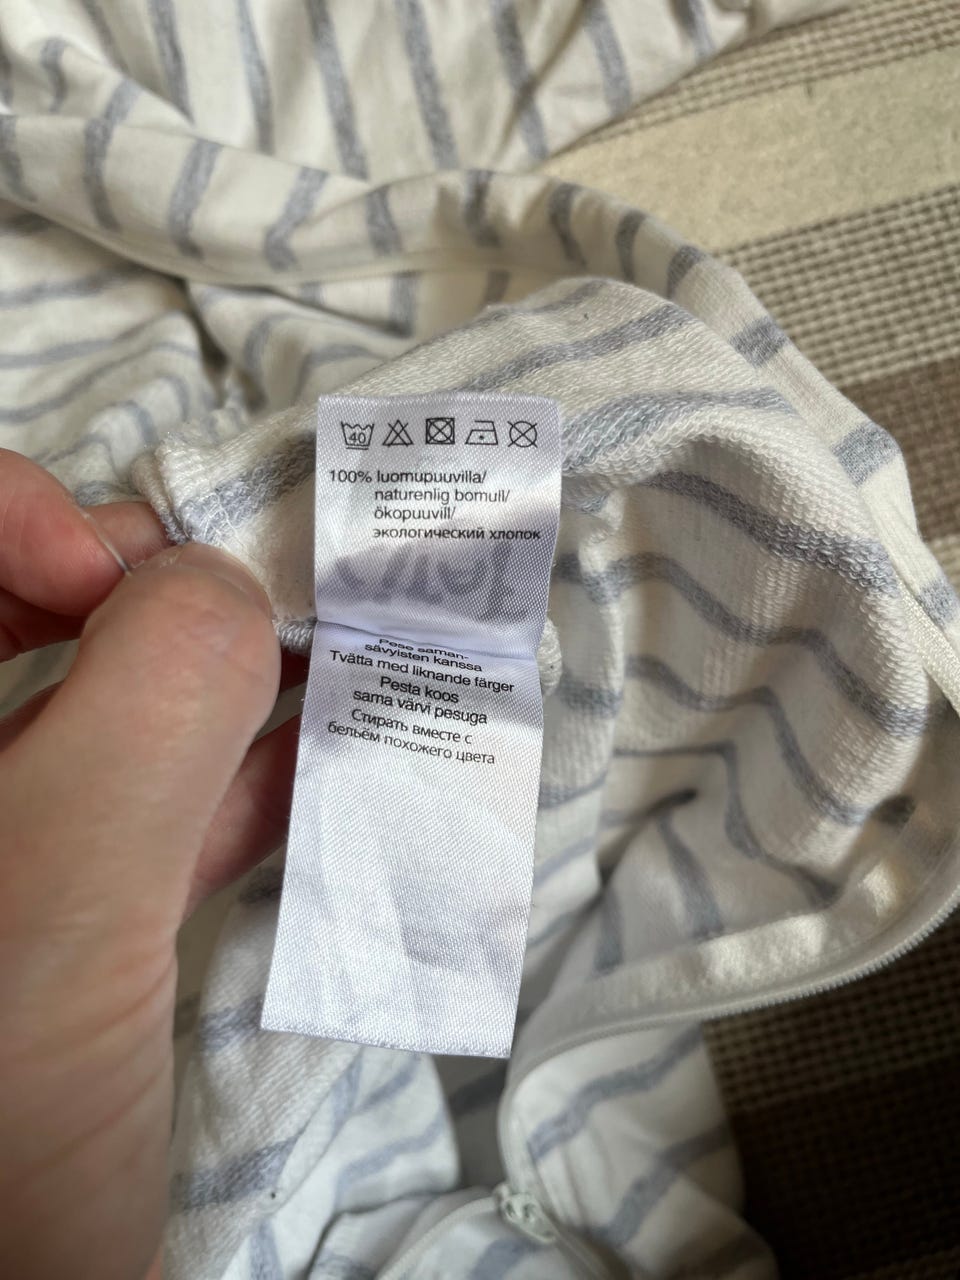 40
100% luomupuuvilla/
naturenlig bomull/
ökopuuvill/
экологический хлопок
Pese saman-
sävyisten kanssa
Tvätta med liknande färger
Pesta koos
sama värvi pesuga
Стирать вместе с
бельём похожего цвета